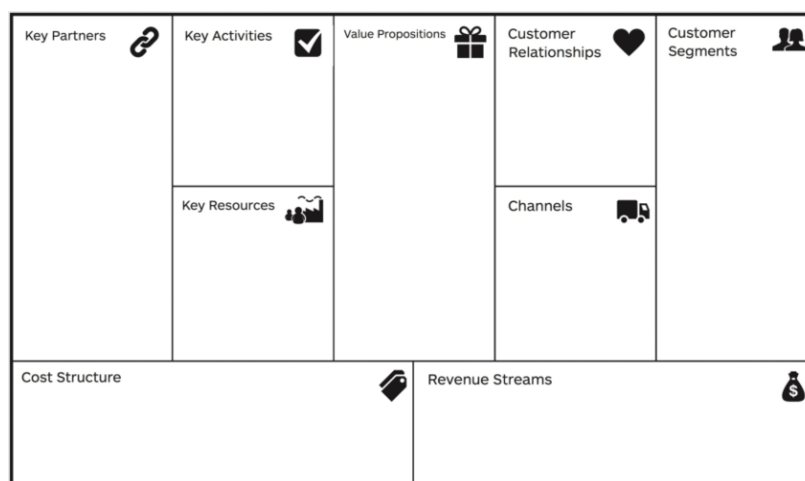 Key Partners
Key Activities
Value Propositions
Customer
Relationships
Customer
Segments
Key Resources
Channels
Cost Structure
Revenue Streams
$